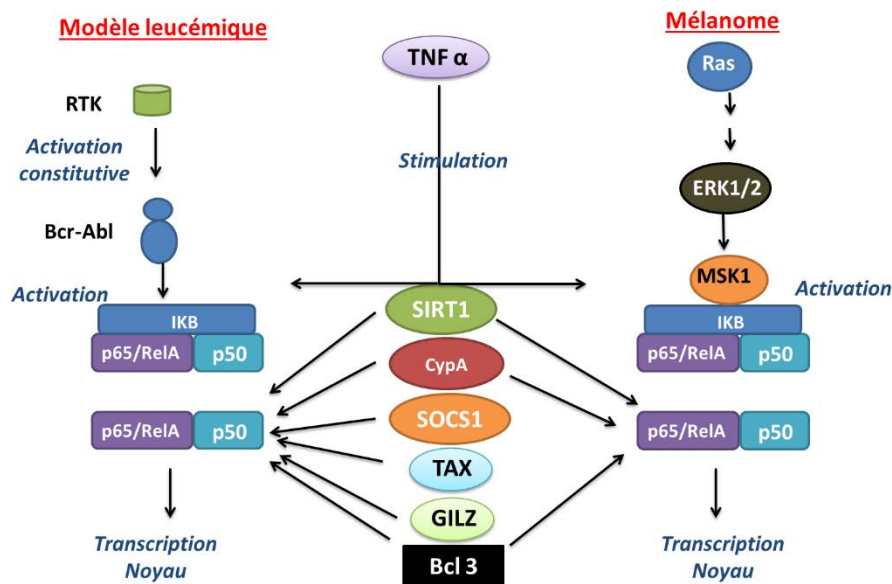 Modèle leucémique
RTK
Activation
constitutive
Bcr-Abl
Activation
IKB
p65/RelA
p50
p65/RelA
p50
Transcription
Noyau
TNF α
Stimulation
SIRT1
CypA
SOCS1
TAX
GILZ
Bcl 3
Mélanome
Ras
ERK1/2
MSK1
Activation
IKB
p65/RelA
p50
p65/RelA
p50
Transcription
Noyau